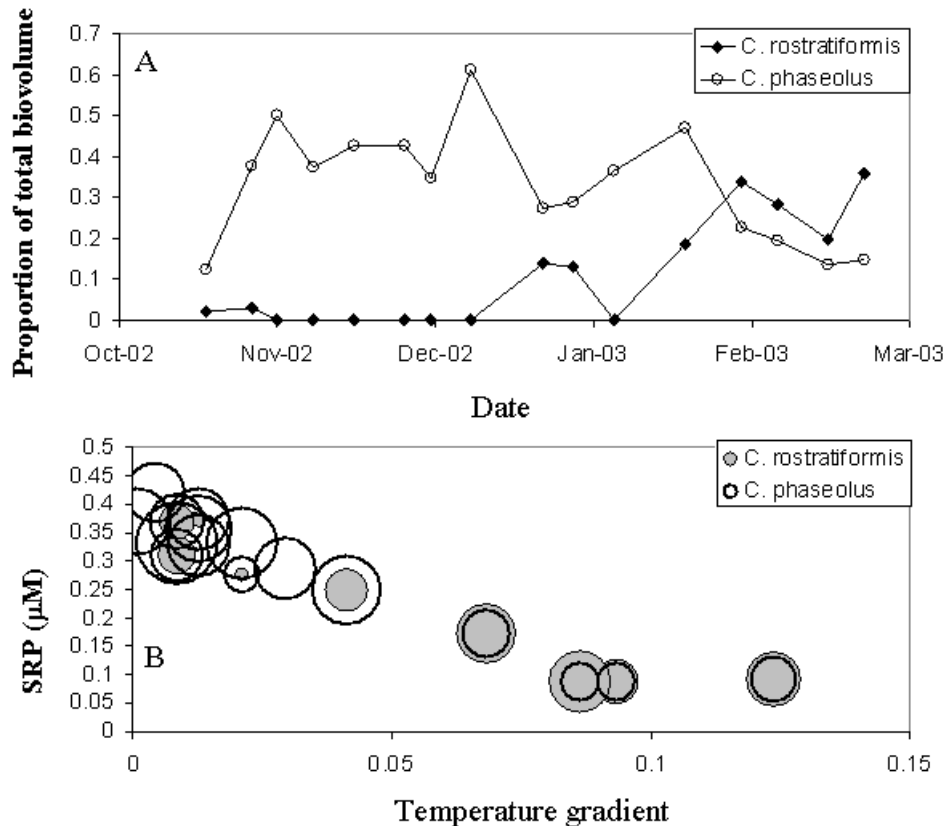 Proportion of total biovolume
0.7
0.6
0.5
0.4
0.3
0.2
0.1
0
A
C. rostratiformis
C. phaseolus
Oct-02
Nov-02
Dec-02
Jan-03
Feb-03
Mar-03
Date
SRP (µM)
0.5
0.45
0.4
0.35
0.3
0.25
0.2
0.15
0.1
0.05
0
B
C. rostratiformis
C. phaseolus
0
0.05
0.1
0.15
Temperature gradient